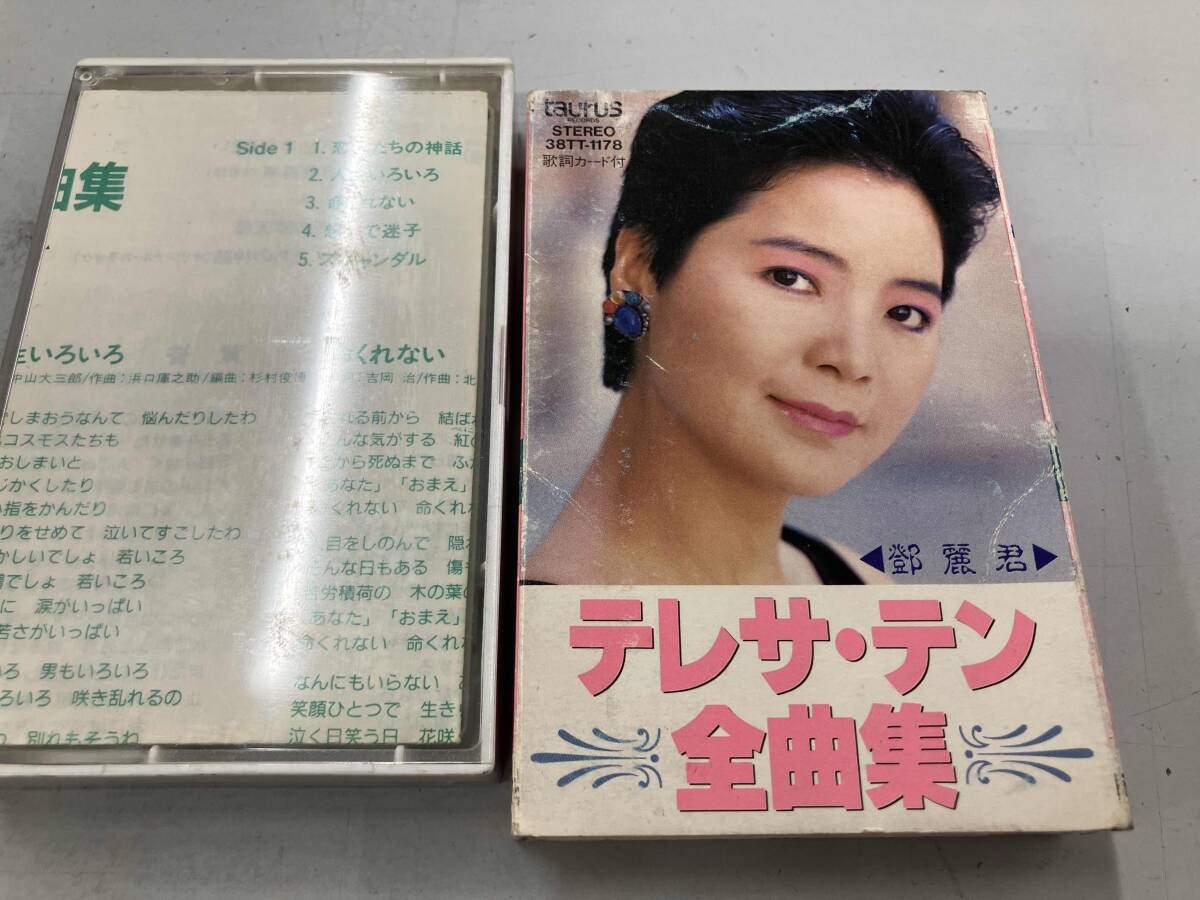 曲集
Side 1 1. 恋人たちの神話
2. 人生いろいろ
3. 命くれない
4. 恋人で迷子
5. スキャンダル
生いろいろ
中山大三郎/作曲:浜口庫之助/編曲:杉村俊博
しまおうなんて 悩んだりしたわ
コスモスたちも
おしまいと
じかくしたり
指をかんだり
りをせめて 泣いてすごしたわ
かしいでしょ 若いころ
でしょ 若いころ
に 涙がいっぱい
若さがいっぱい
ろ 男もいろいろ
ろいろ 咲き乱れるの
別れもそうね
命くれない
吉岡 治/作曲:北
れる前から 結ば
んな気がする 紅の
から死ぬまで ふた
あなた」「おまえ」
くれない 命くれな
目をしのんで 隠れ
んな日もある 傷も
苦労積荷の 木の葉の
あなた」「おまえ」
命くれない 命くれな
なんにもいらない あ
笑顔ひとつで 生き
泣く日笑う日 花咲
taurus
RECORDS
STEREO
38TT-1178
歌詞カード付
鄧麗君
テレサ・テン
全曲集